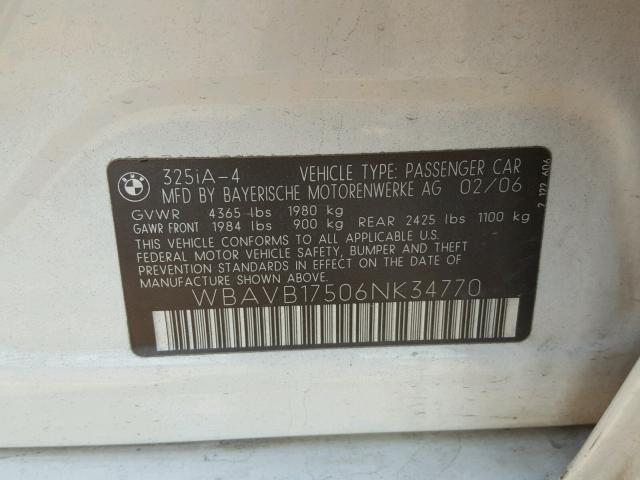 325iA-4 VEHICLE TYPE: PASSENGER CAR
MFD BY BAYERISCHE MOTORENWERKE AG 02/06
GVWR 4365 lbs 1980 kg
GAWR FRONT 1984 lbs 900 kg REAR 2425 lbs 1100 kg
THIS VEHICLE CONFORMS TO ALL APPLICABLE U.S.
FEDERAL MOTOR VEHICLE SAFETY, BUMPER AND THEFT
PREVENTION STANDARDS IN EFFECT ON THE DATE OF
MANUFACTURE SHOWN ABOVE
WBAVB17506NK34770